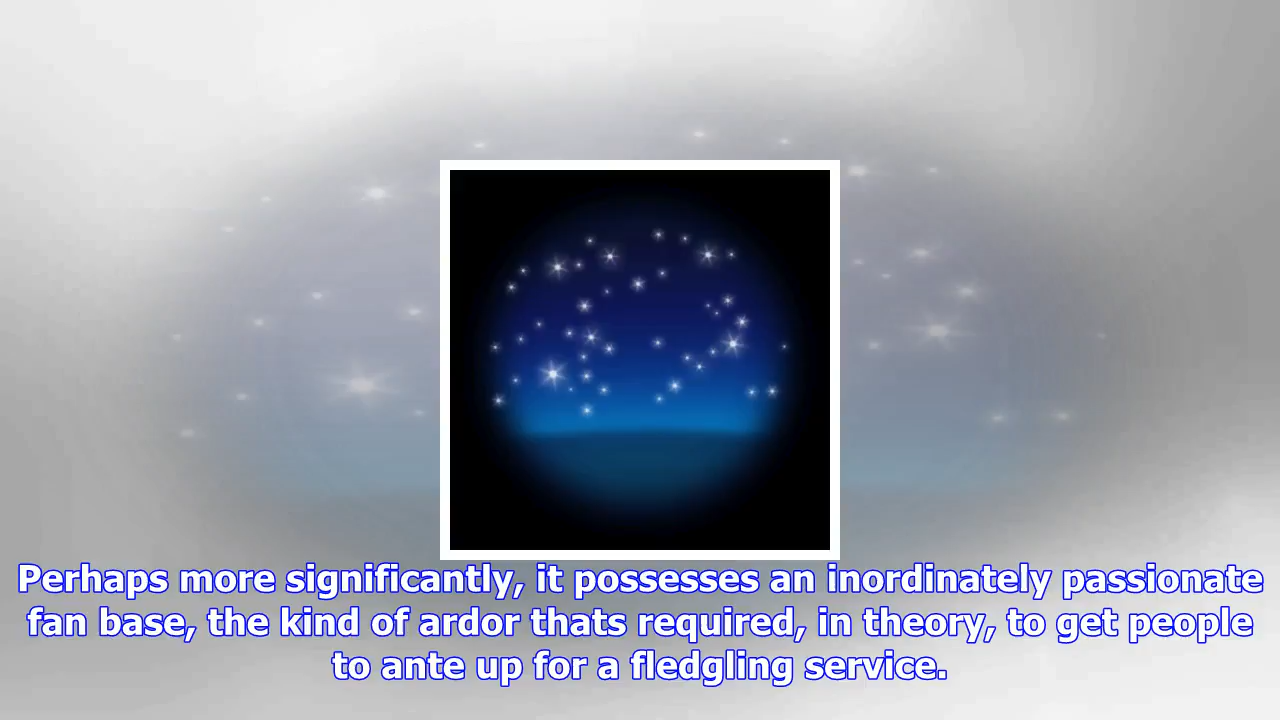 Perhaps more significantly, it possesses an inordinately passionate
fan base, the kind of ardor thats required, in theory, to get people
to ante up for a fledgling service.